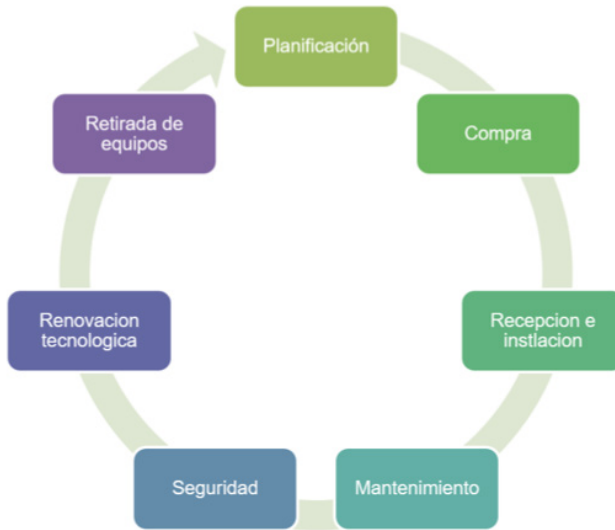 Planificación
Compra
Recepcion e
instlacion
Mantenimiento
Seguridad
Renovacion
tecnologica
Retirada de
equipos